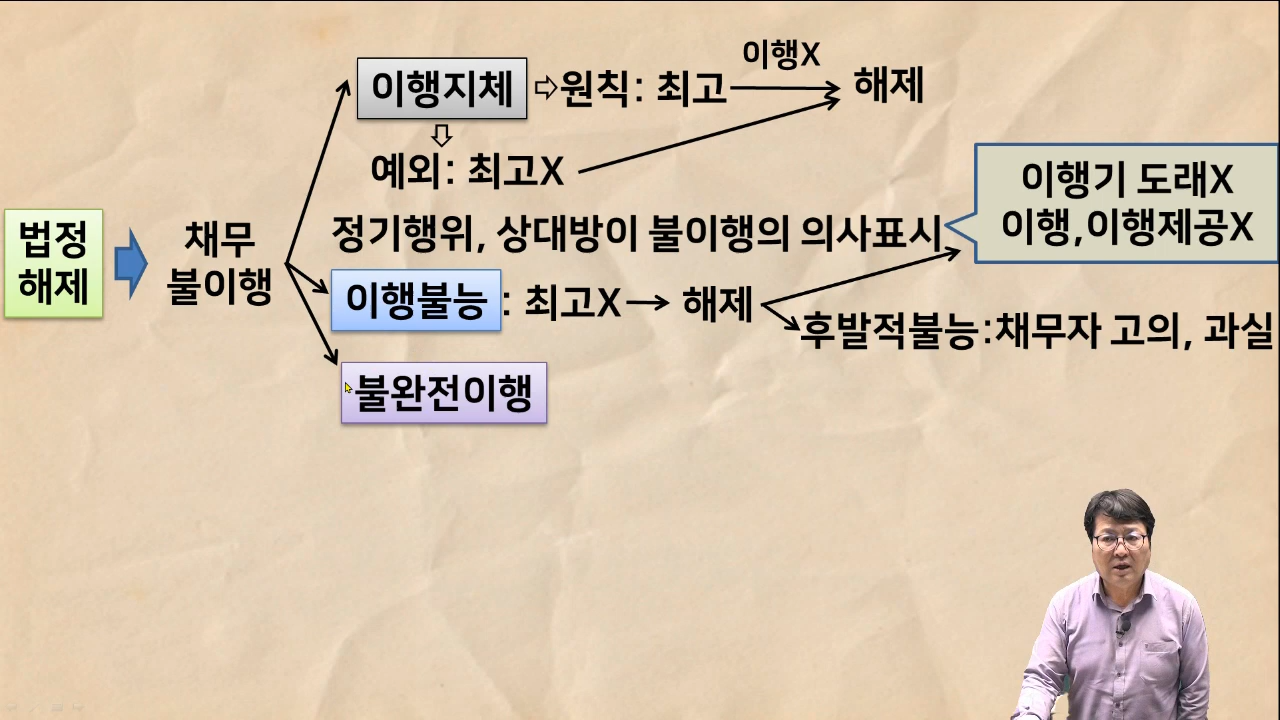 이행X
이행지체 ⇨원칙: 최고 해제
예외: 최고X
이행기 도래X
이행,이행제공X
정기행위, 상대방이 불이행의 의사표시
법정
해제
채무
불이행
이행불능 : 최고X 해제
후발적불능:채무자 고의, 과실
불완전이행